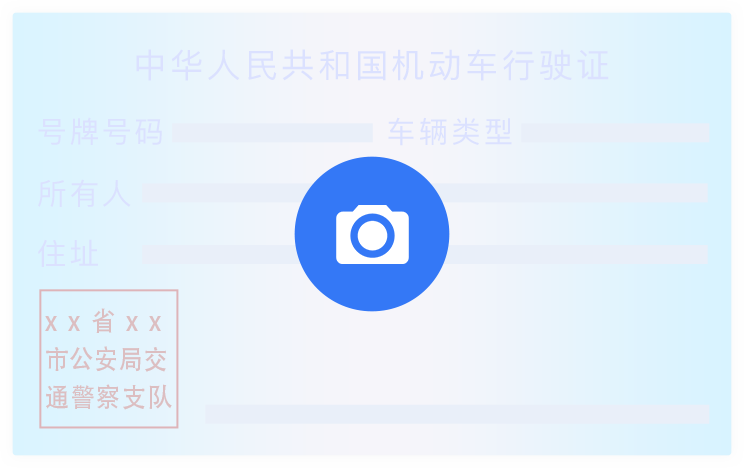 中华人民共和国机动车行驶证
号牌号码 车辆类型
所有人
住址
x x 省 x x
市公安局交
通警察支队